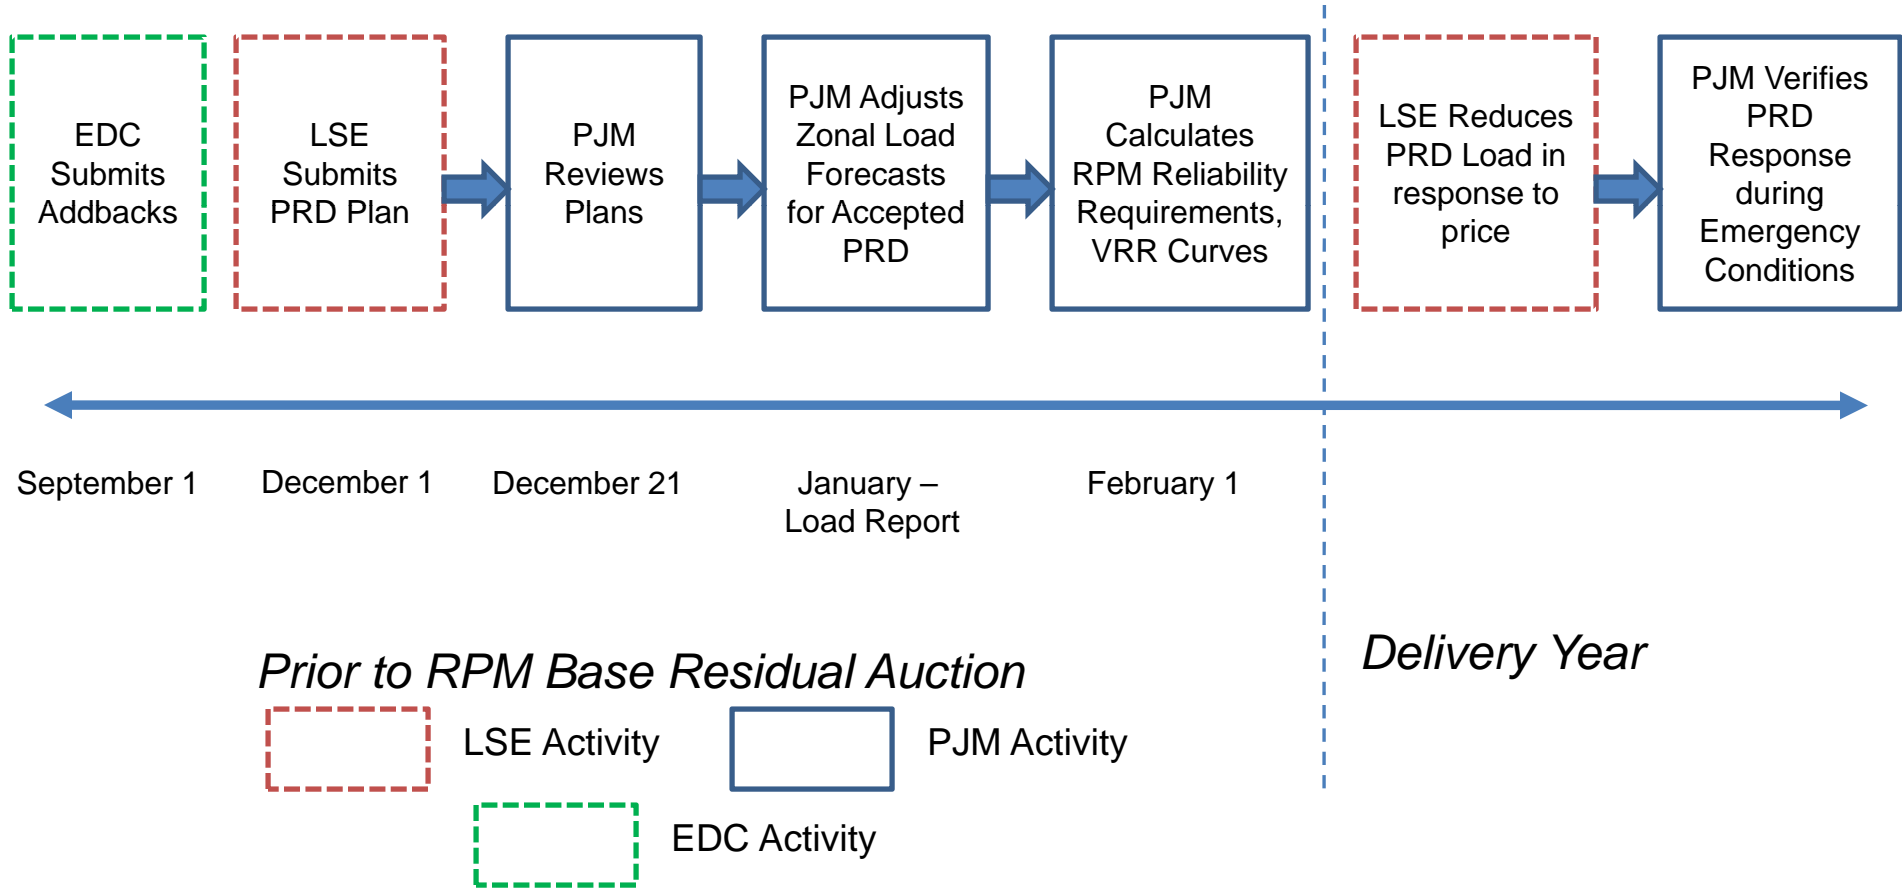 EDC
Submits
Addbacks
LSE
Submits
PRD Plan
PJM
Reviews
Plans
PJM Adjusts
Zonal Load
Forecasts
for Accepted
PRD
PJM
Calculates
RPM Reliability
Requirements,
VRR Curves
LSE Reduces
PRD Load in
response to
price
PJM Verifies
PRD
Response
during
Emergency
Conditions
September 1
December 1
December 21
January –
Load Report
February 1
Prior to RPM Base Residual Auction
Delivery Year
LSE Activity
PJM Activity
EDC Activity